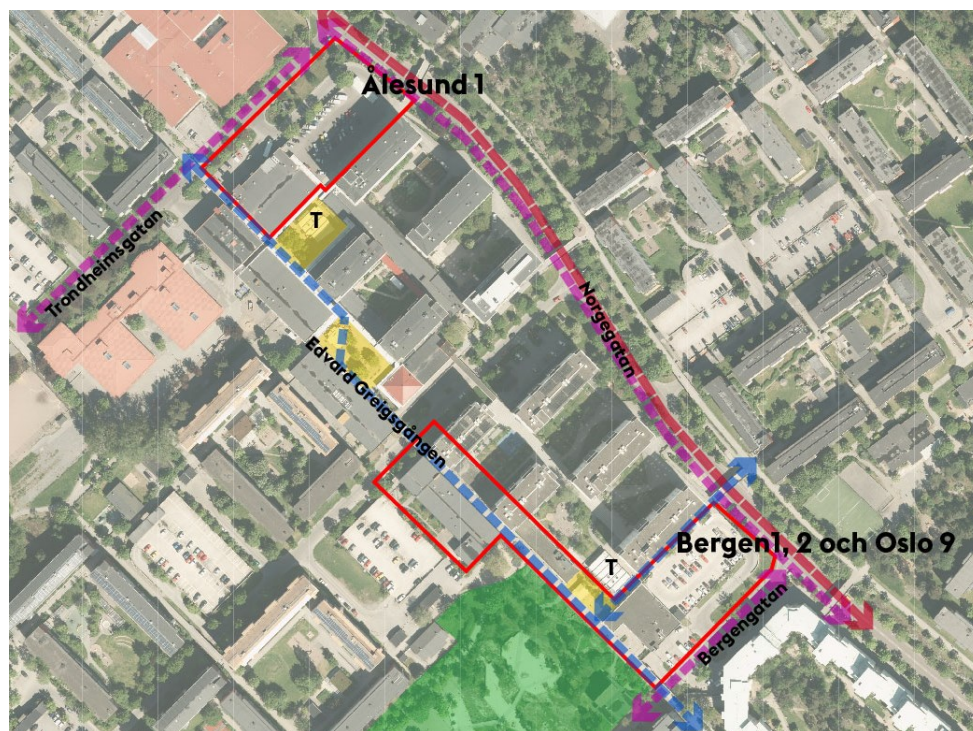 Ålesund 1
T
Trondheimsgatan
Norgegatan
Edvard Greigsgången
Bergen1, 2 och Oslo 9
T
Bergengatan